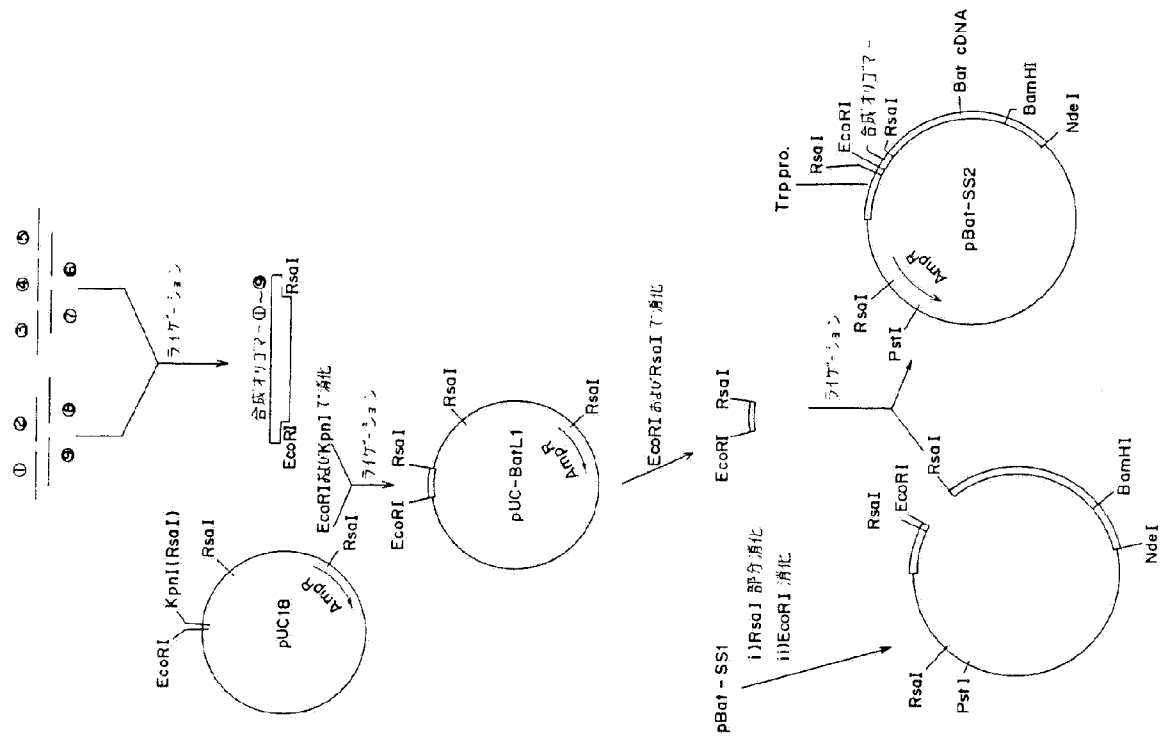 ① ② ③ ④ ⑤
⑨ ⑧ ⑦ ⑥
ライゲーション
合成オリゴマー①～⑨
EcoRI
RsaI
EcoRI
KpnI(RsaI)
RsaI
pUC18
AmpR
RsaI
EcoRIおよびKpnIで消化
ライゲーション
EcoRI
RsaI
RsaI
pUC-BatL1
AmpR
RsaI
EcoRIおよびRsaIで消化
EcoRI
RsaI
pBat-SS1
i)RsaI 部分消化
ii)EcoRI 消化
RsaI
EcoRI
RsaI
RsaI
PstI
BamHI
NdeI
ライゲーション
Trp pro.
RsaI
EcoRI
合成オリゴマー
RsaI
Bat cDNA
BamHI
NdeI
pBat-SS2
AmpR
RsaI
PstI